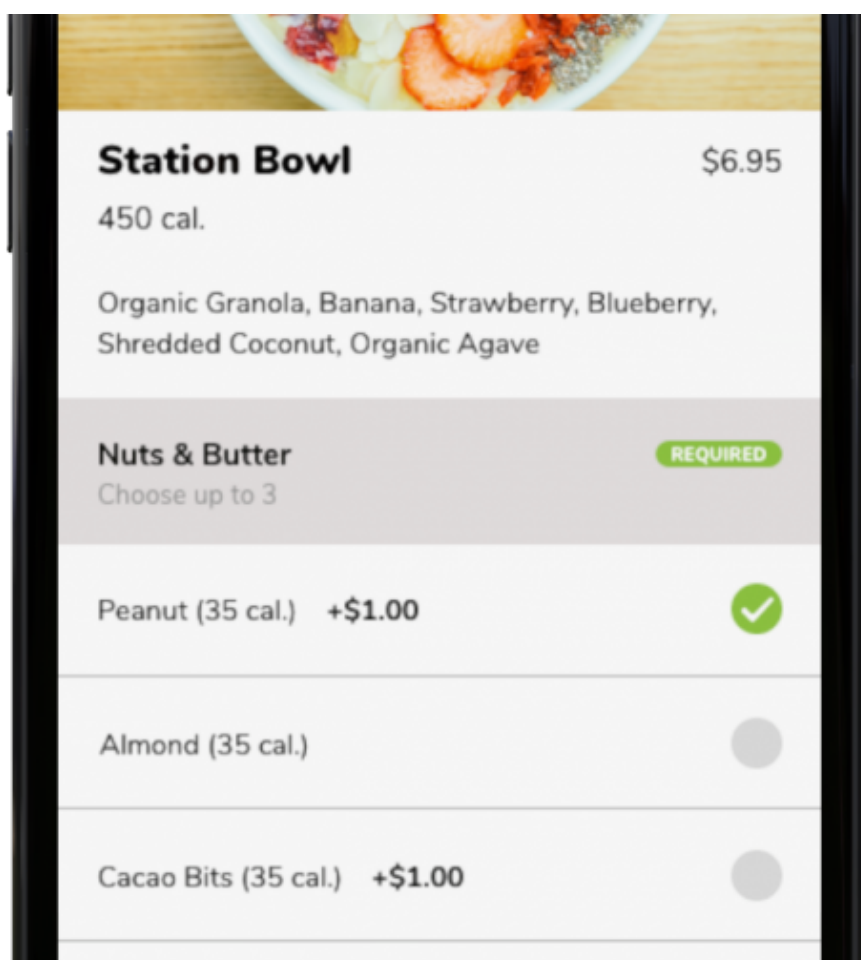 Station Bowl $6.95
450 cal.
Organic Granola, Banana, Strawberry, Blueberry,
Shredded Coconut, Organic Agave
Nuts & Butter REQUIRED
Choose up to 3
Peanut (35 cal.) +$1.00
Almond (35 cal.)
Cacao Bits (35 cal.) +$1.00